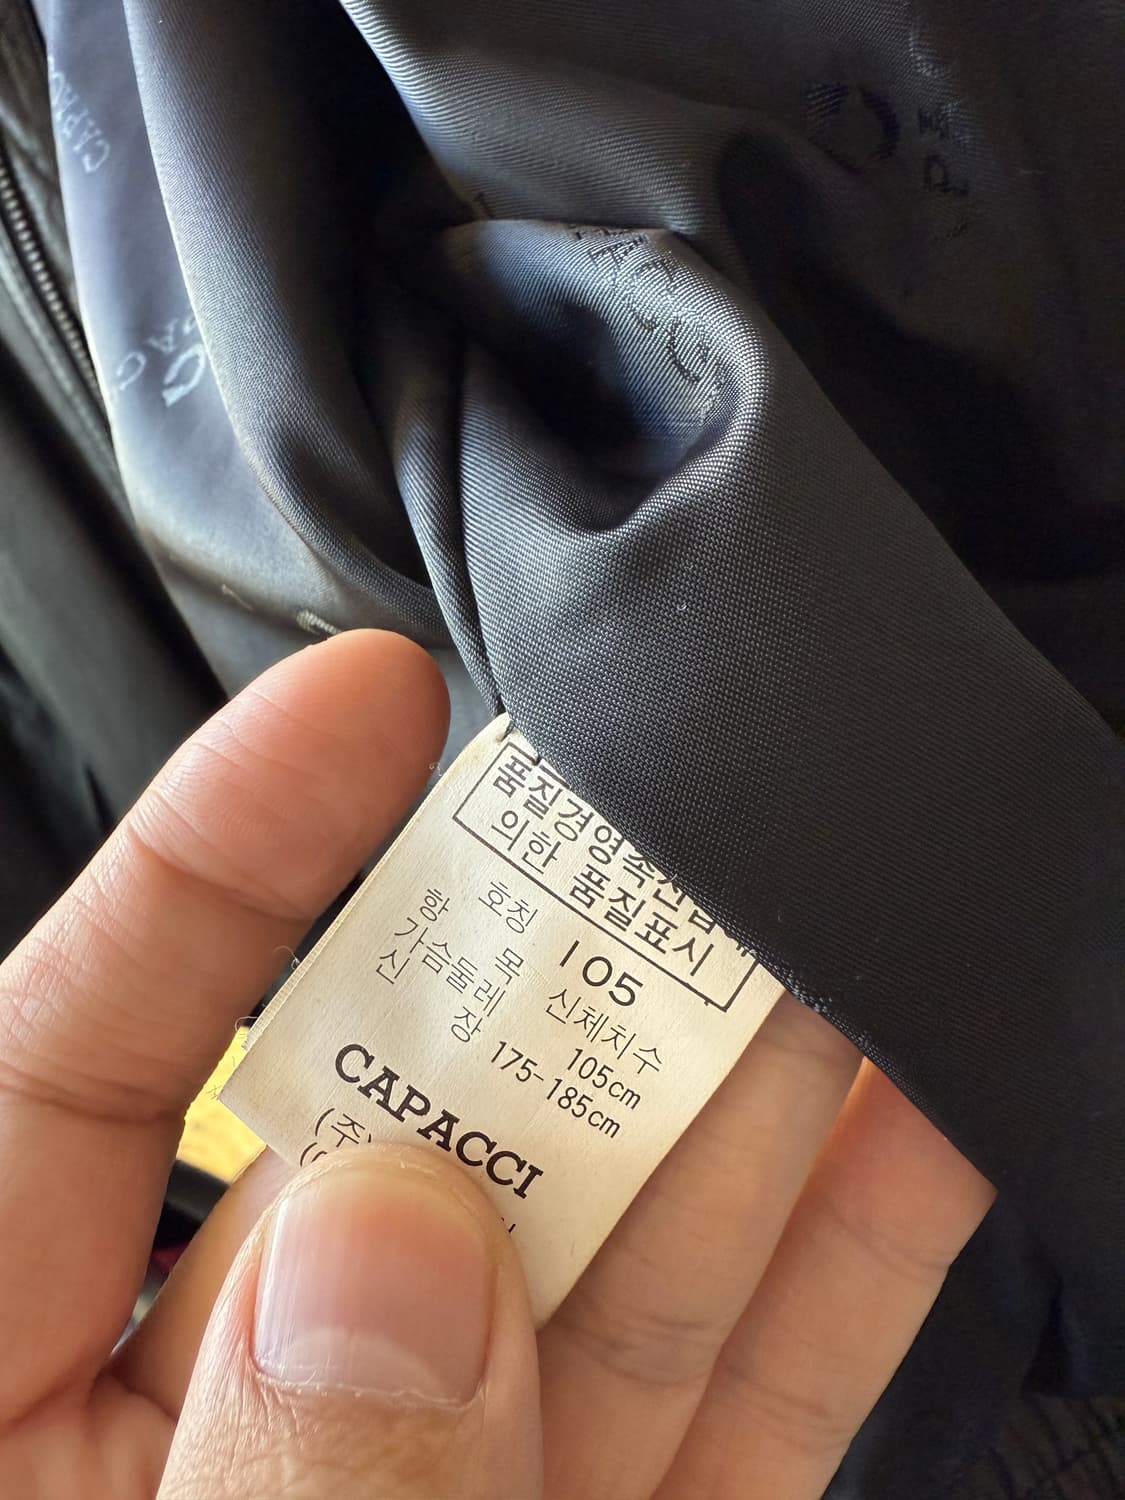 품질경영촉진법에
의한 품질표시
호칭 105
항 목 신체치수
가슴둘레 105cm
신 장 175-185cm
CAPACCI
(주)